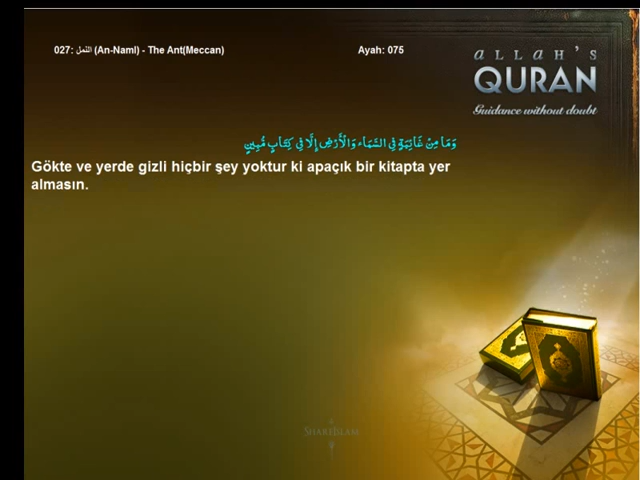 027: النمل (An-Naml) - The Ant(Meccan)
Ayah: 075
ALLAH'S
QURAN
Guidance without doubt
وَمَا مِنْ غَائِبَةٍ فِي السَّمَاء وَالْأَرْضِ إِلَّا فِي كِتَابٍ مُّبِينٍ
Gökte ve yerde gizli hiçbir şey yoktur ki apaçık bir kitapta yer
almasın.
SHAREISLAM